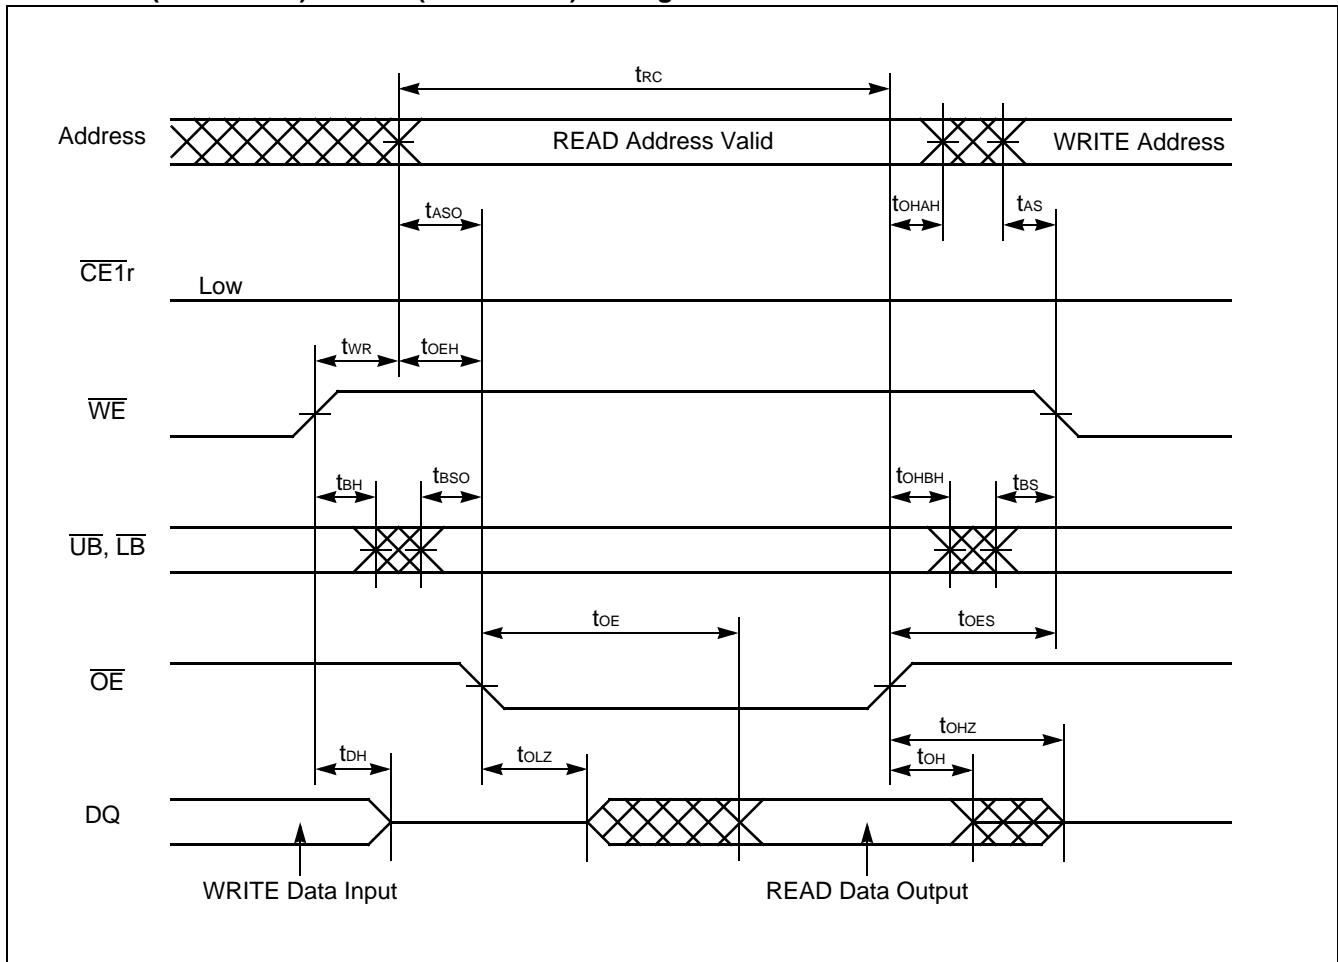 tRC
Address
READ Address Valid
WRITE Address
tASO
tOHAH
tAS
CE1r
Low
tWR
tOEH
WE
tBH
tBSO
tOHBH
tBS
UB, LB
tOE
tOES
OE
tOHZ
tDH
tOLZ
tOH
DQ
WRITE Data Input
READ Data Output